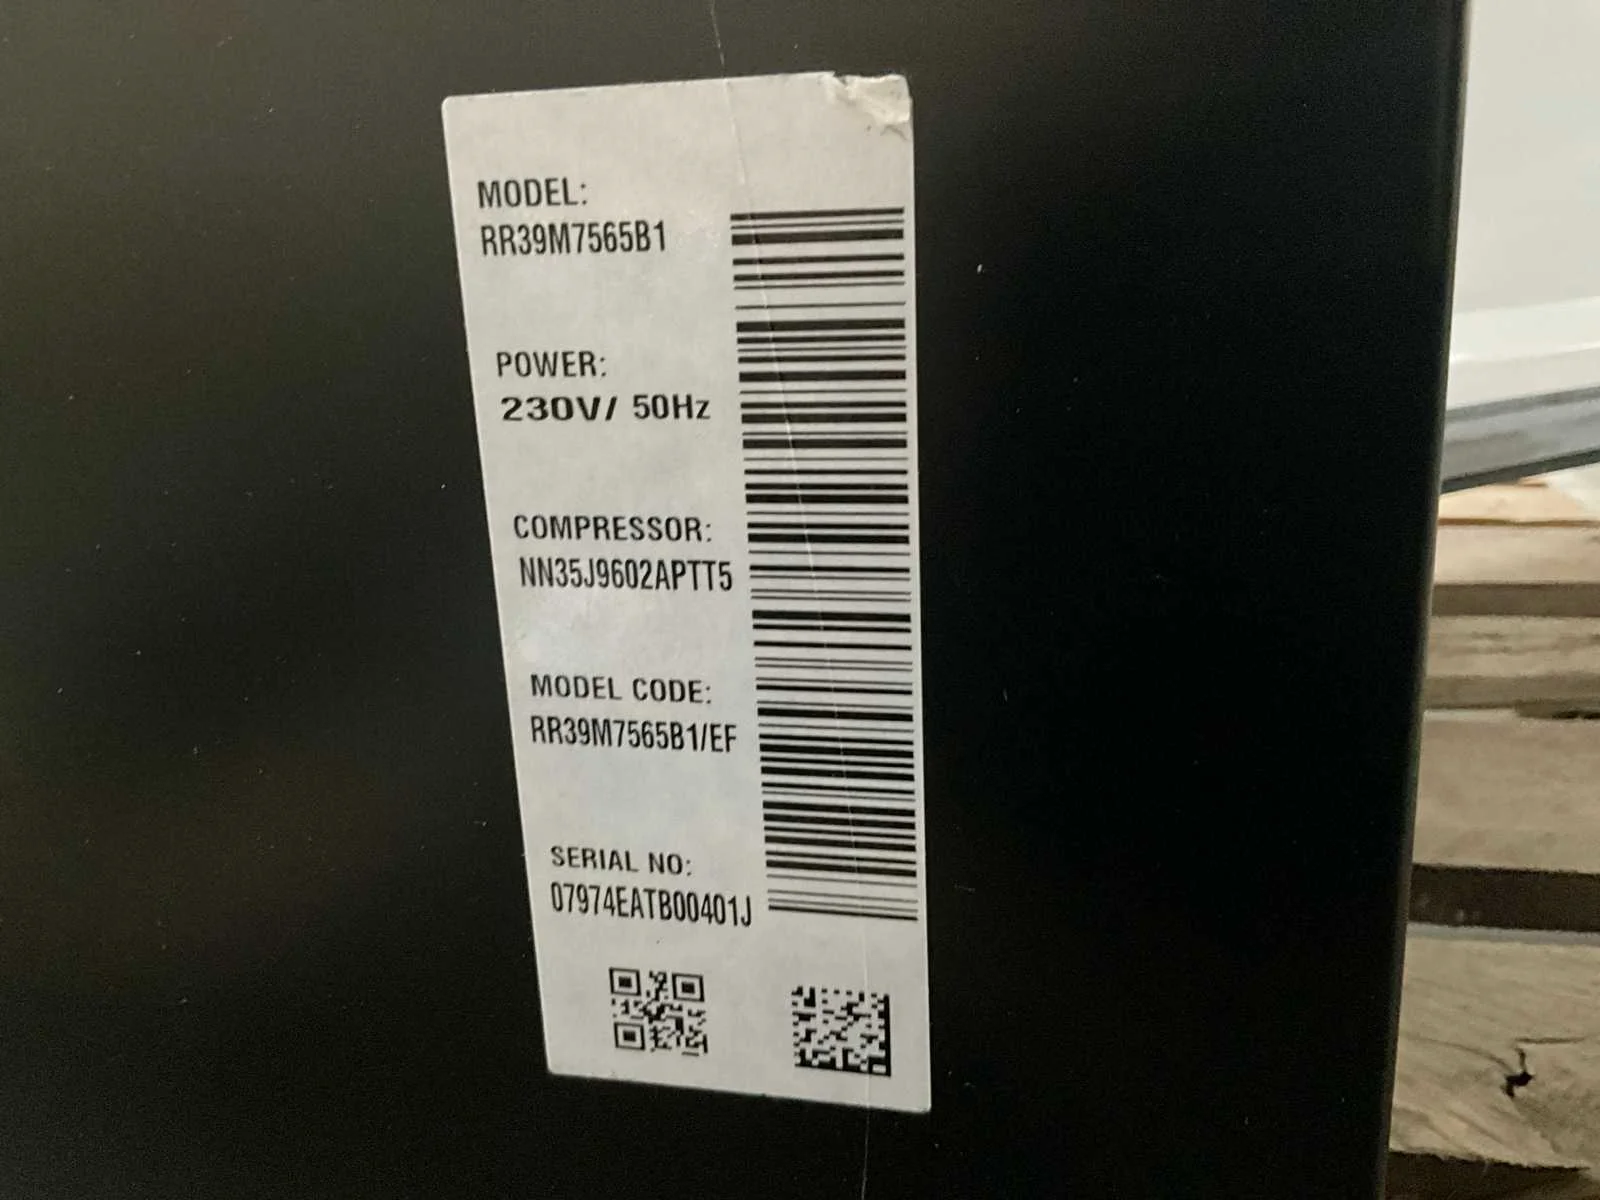 MODEL:
RR39M7565B1
POWER:
230V/ 50Hz
COMPRESSOR:
NN35J9602APTT5
MODEL CODE:
RR39M7565B1/EF
SERIAL NO:
07974EATB00401J